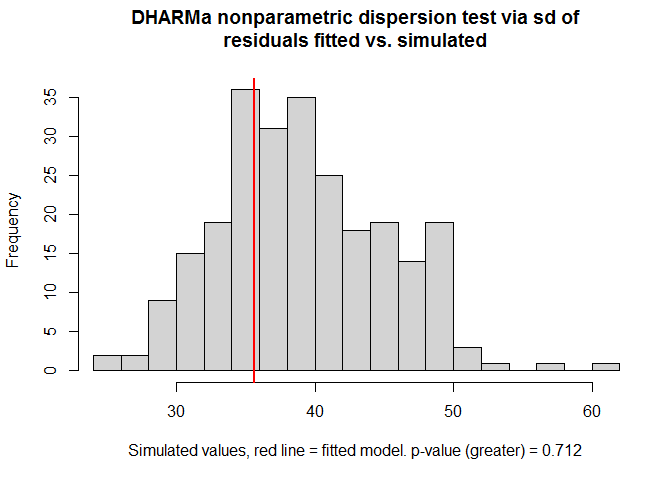 DHARMa nonparametric dispersion test via sd of
residuals fitted vs. simulated
Frequency
35
30
25
20
15
10
5
0
30 40 50 60
Simulated values, red line = fitted model. p-value (greater) = 0.712